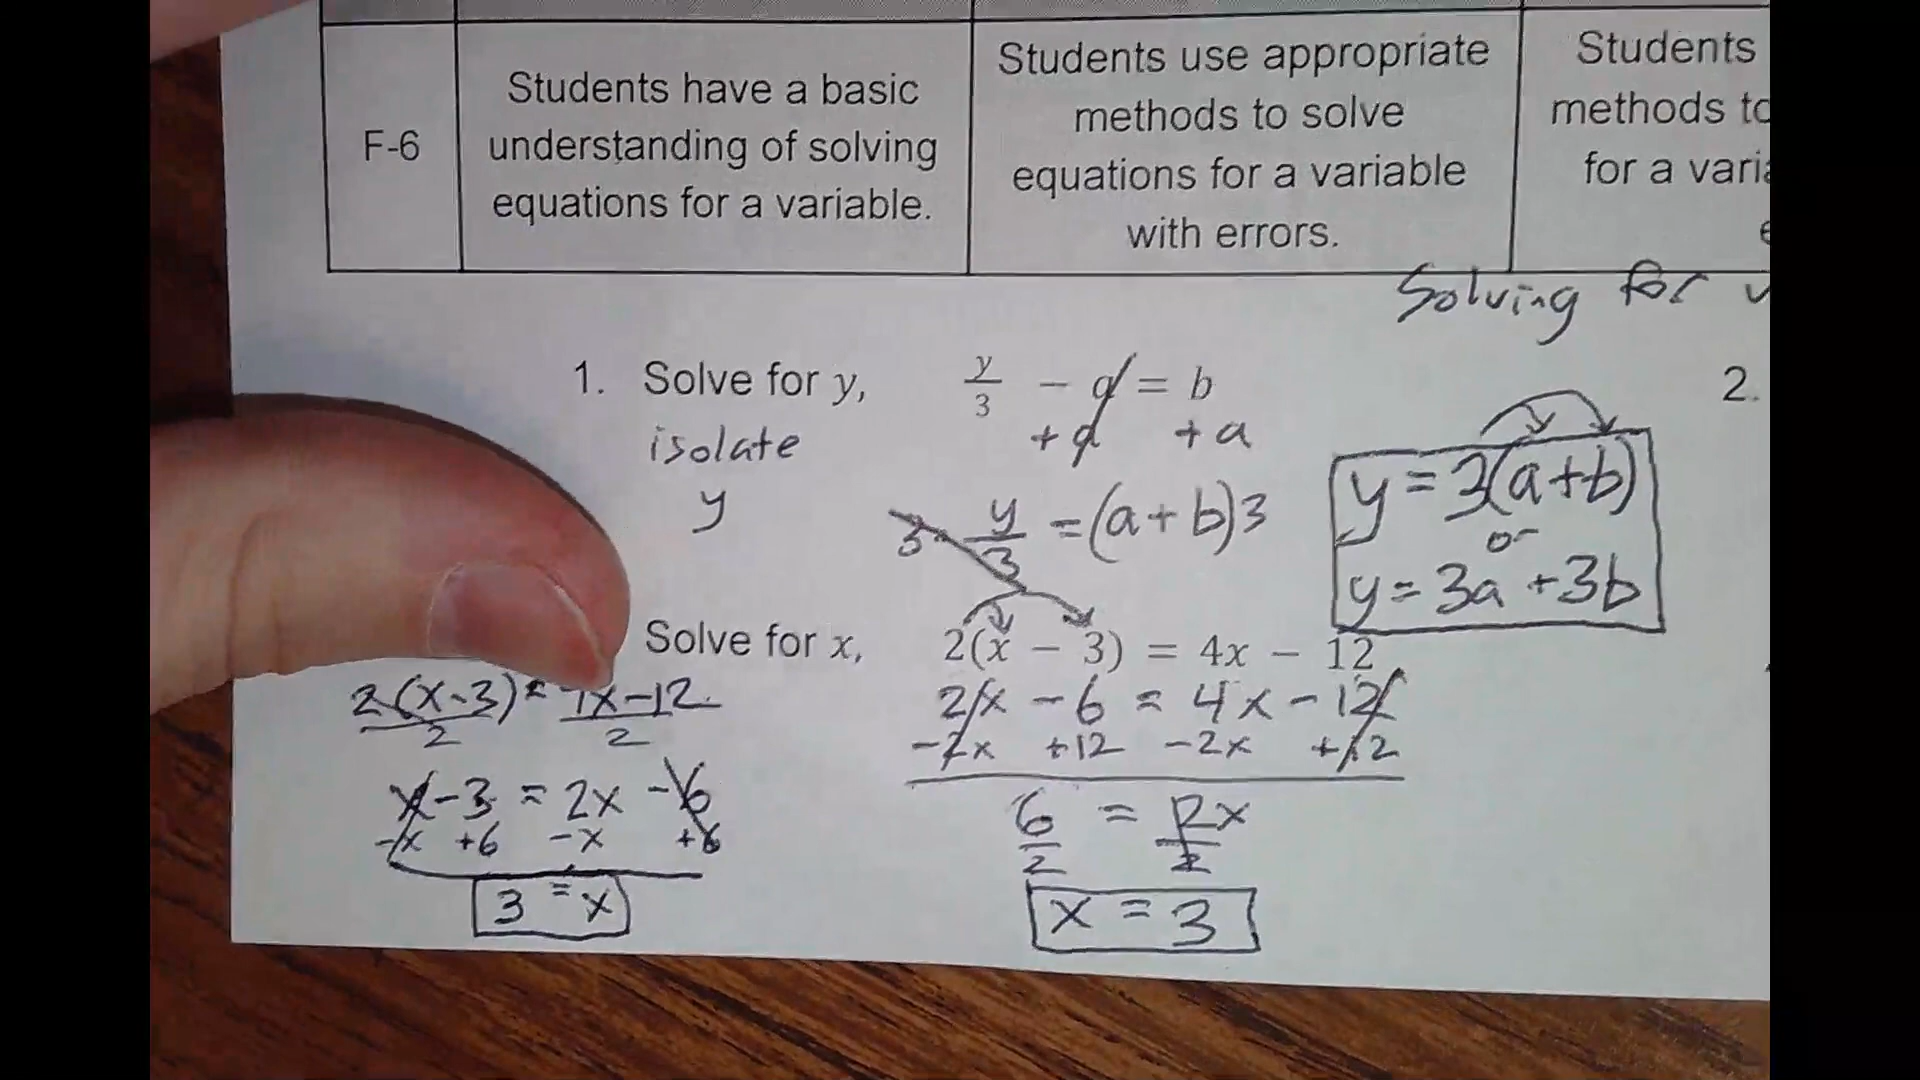 F-6
Students have a basic
understanding of solving
equations for a variable.
Students use appropriate
methods to solve
equations for a variable
with errors.
Students
methods to
for a varia
Solving for v
1. Solve for y,
y/3 - a = b
+a +a
isolate
y
3· y/3 = (a + b)3
y = 3(a+b)
or
y = 3a + 3b
2.
Solve for x,
2(x − 3) = 4x − 12
2x - 6 = 4x - 12
-2x +12 -2x +12
6/2 = 2x/2
x = 3
2(x-3)/2 = 4x-12/2
x-3 = 2x -6
-x +6 -x +6
3 = x